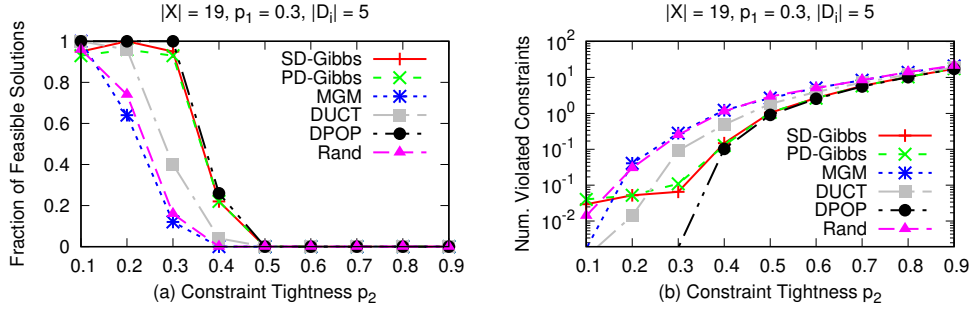 |X| = 19, p1 = 0.3, |Di| = 5
Fraction of Feasible Solutions
1
0.8
0.6
0.4
0.2
0
SD-Gibbs
PD-Gibbs
MGM
DUCT
DPOP
Rand
0.1 0.2 0.3 0.4 0.5 0.6 0.7 0.8 0.9
(a) Constraint Tightness p2
|X| = 19, p1 = 0.3, |Di| = 5
Num. Violated Constraints
10^2
10^1
10^0
10^-1
10^-2
SD-Gibbs
PD-Gibbs
MGM
DUCT
DPOP
Rand
0.1 0.2 0.3 0.4 0.5 0.6 0.7 0.8 0.9
(b) Constraint Tightness p2